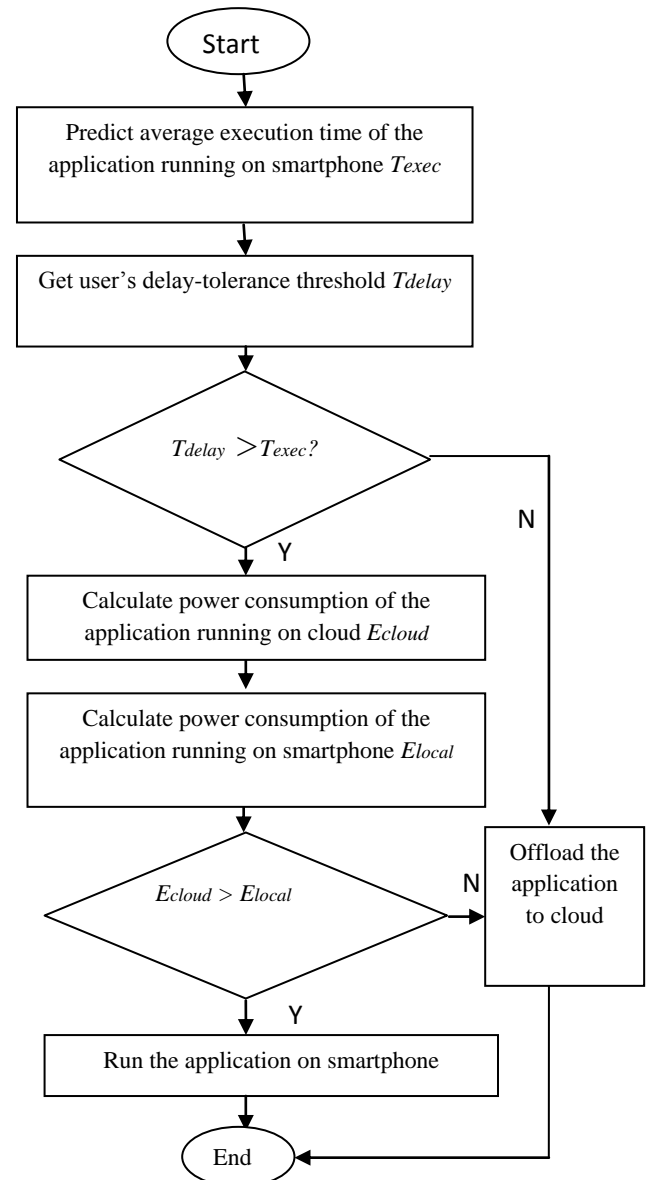 Start
Predict average execution time of the
application running on smartphone Texec
Get user’s delay-tolerance threshold Tdelay
Tdelay ＞Texec?
N
Y
Calculate power consumption of the
application running on cloud Ecloud
Calculate power consumption of the
application running on smartphone Elocal
Ecloud > Elocal
N
Offload the
application
to cloud
Y
Run the application on smartphone
End